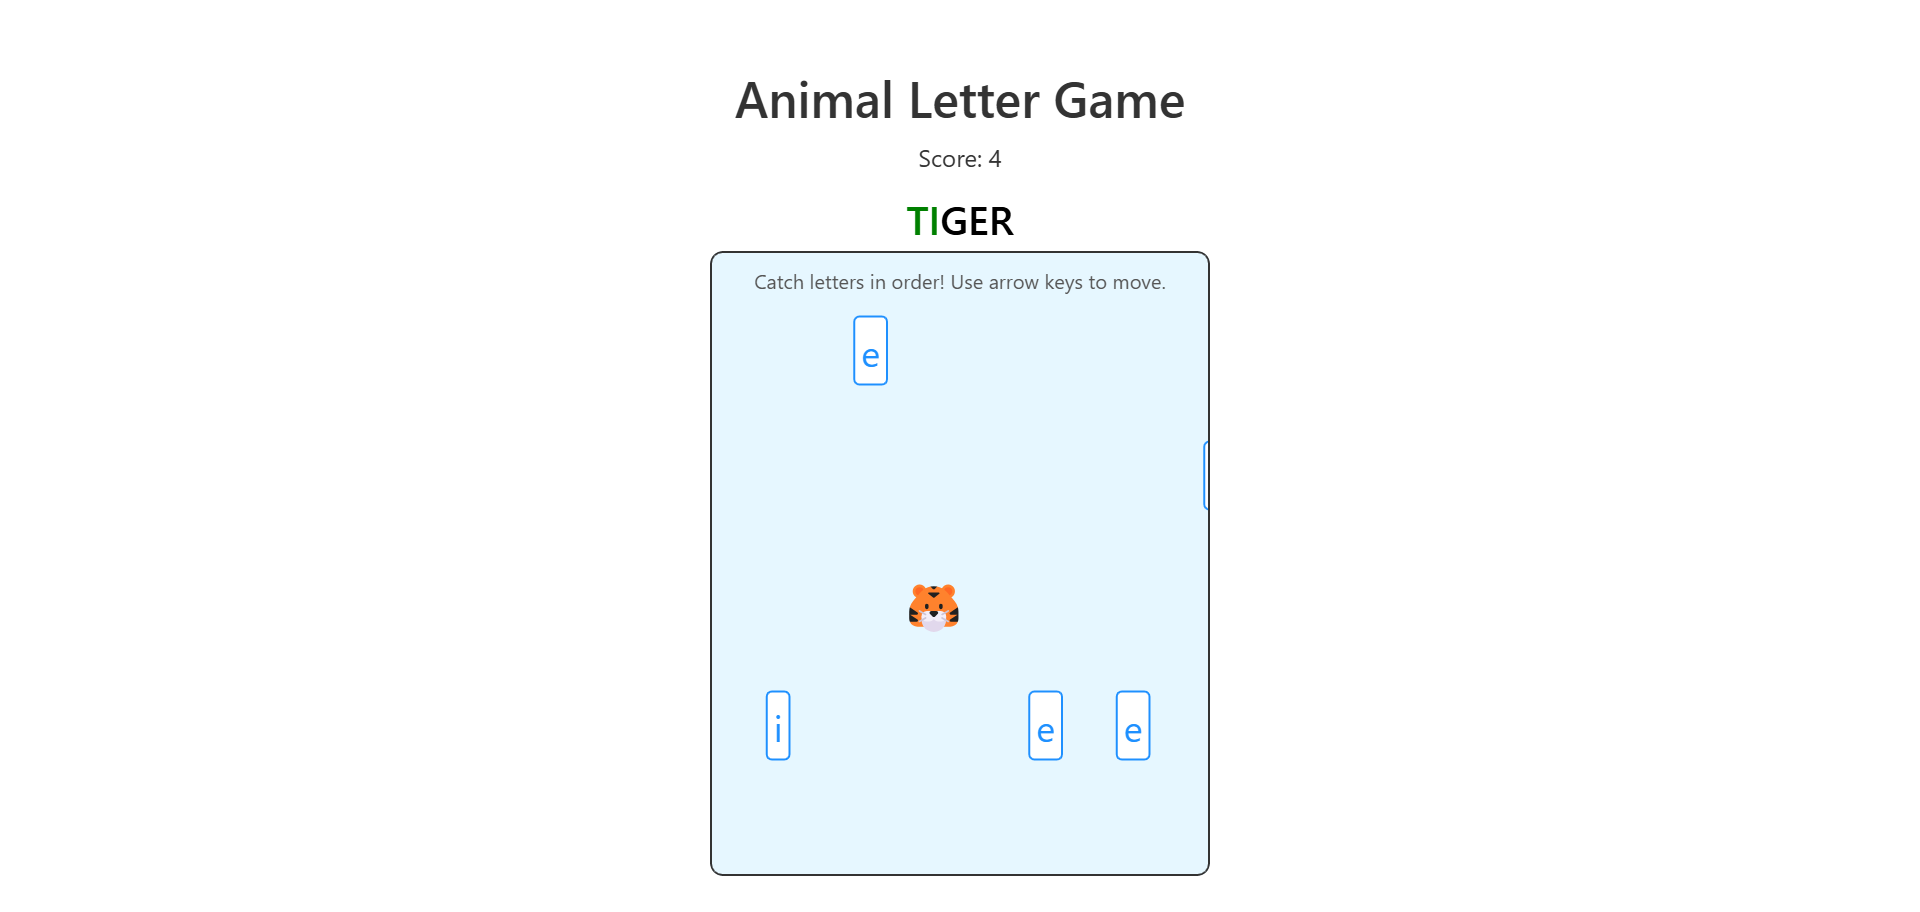 Animal Letter Game
Score: 4
TIGER
Catch letters in order! Use arrow keys to move.
e
i
e
e